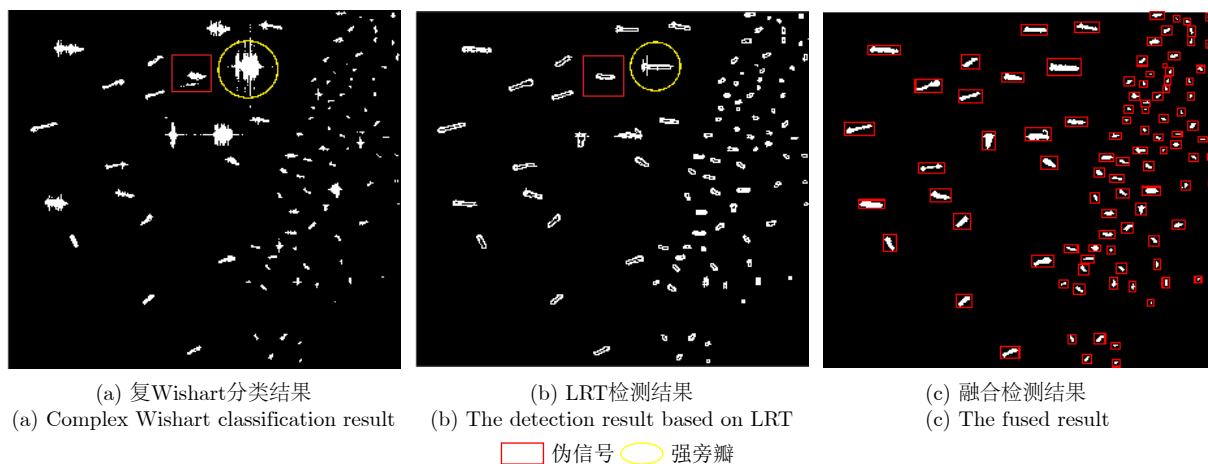 (a) 复Wishart分类结果
(a) Complex Wishart classification result
(b) LRT检测结果
(b) The detection result based on LRT
(c) 融合检测结果
(c) The fused result
伪信号 强旁瓣